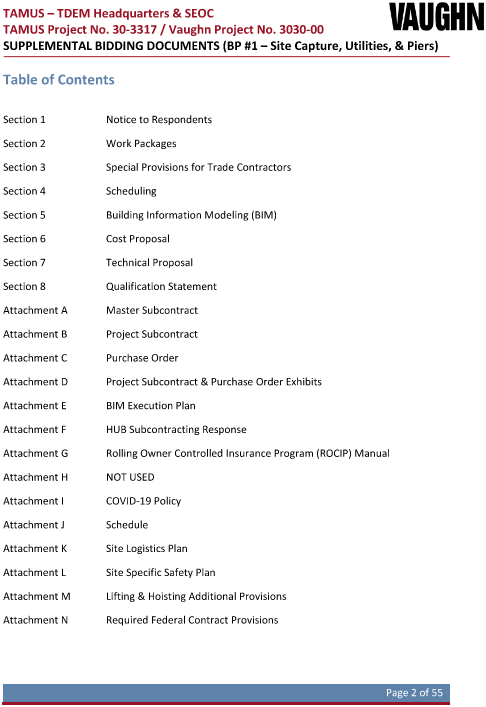 TAMUS – TDEM Headquarters & SEOC
TAMUS Project No. 30-3317 / Vaughn Project No. 3030-00
SUPPLEMENTAL BIDDING DOCUMENTS (BP #1 – Site Capture, Utilities, & Piers)
VAUGHN
Table of Contents
Section 1 Notice to Respondents
Section 2 Work Packages
Section 3 Special Provisions for Trade Contractors
Section 4 Scheduling
Section 5 Building Information Modeling (BIM)
Section 6 Cost Proposal
Section 7 Technical Proposal
Section 8 Qualification Statement
Attachment A Master Subcontract
Attachment B Project Subcontract
Attachment C Purchase Order
Attachment D Project Subcontract & Purchase Order Exhibits
Attachment E BIM Execution Plan
Attachment F HUB Subcontracting Response
Attachment G Rolling Owner Controlled Insurance Program (ROCIP) Manual
Attachment H NOT USED
Attachment I COVID-19 Policy
Attachment J Schedule
Attachment K Site Logistics Plan
Attachment L Site Specific Safety Plan
Attachment M Lifting & Hoisting Additional Provisions
Attachment N Required Federal Contract Provisions
Page 2 of 55